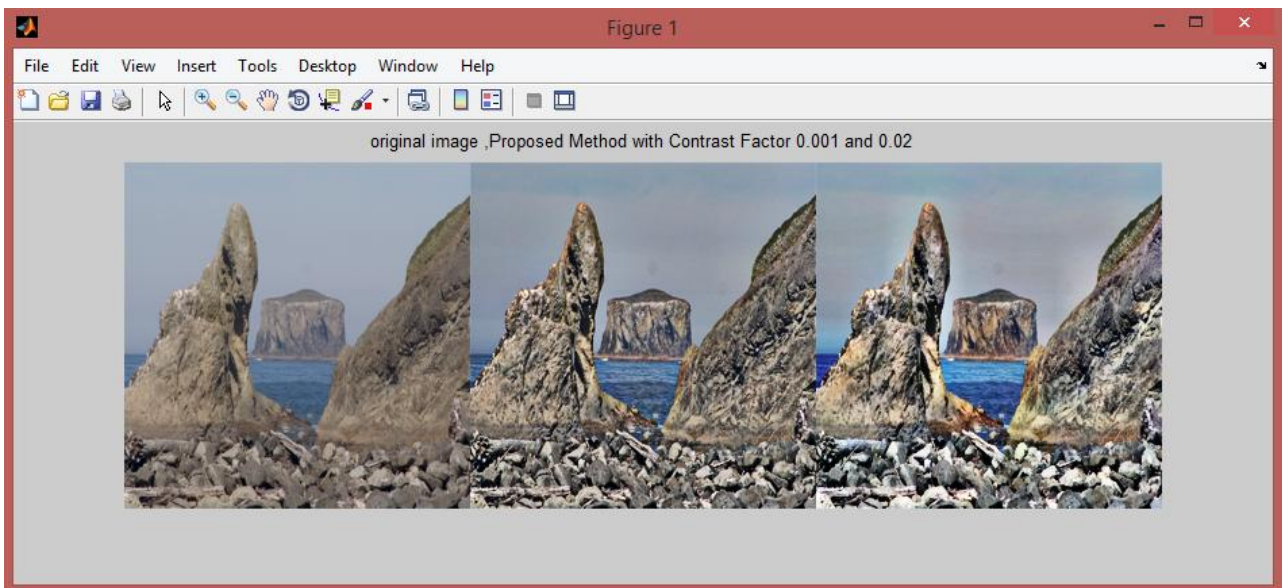 Figure 1
File Edit View Insert Tools Desktop Window Help
original image ,Proposed Method with Contrast Factor 0.001 and 0.02